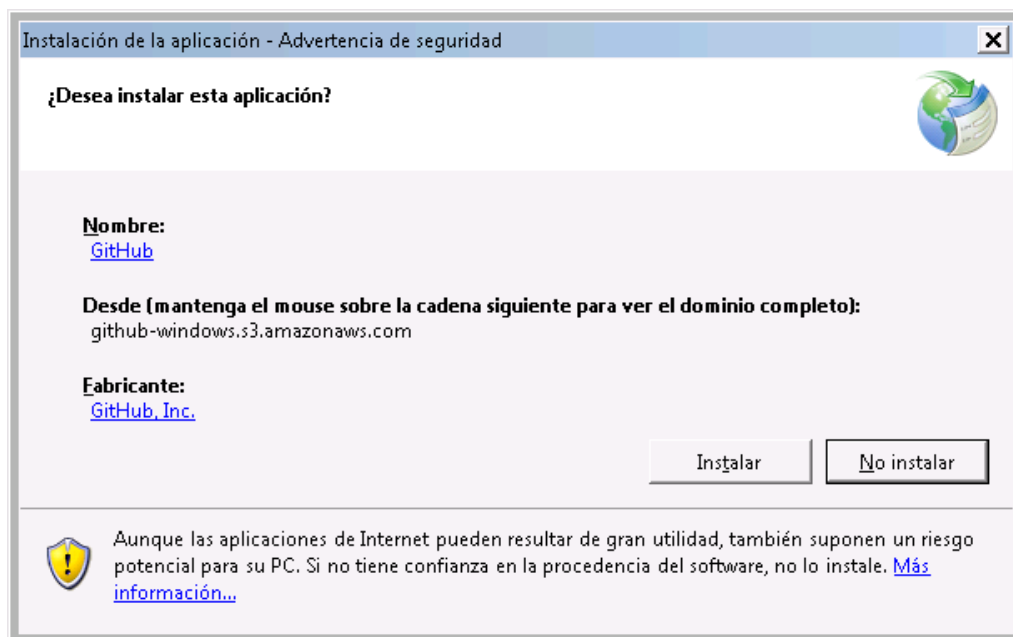 Instalación de la aplicación - Advertencia de seguridad
¿Desea instalar esta aplicación?
Nombre:
GitHub
Desde (mantenga el mouse sobre la cadena siguiente para ver el dominio completo):
github-windows.s3.amazonaws.com
Fabricante:
GitHub, Inc.
Instalar
No instalar
Aunque las aplicaciones de Internet pueden resultar de gran utilidad, también suponen un riesgo
potencial para su PC. Si no tiene confianza en la procedencia del software, no lo instale. Más
información...